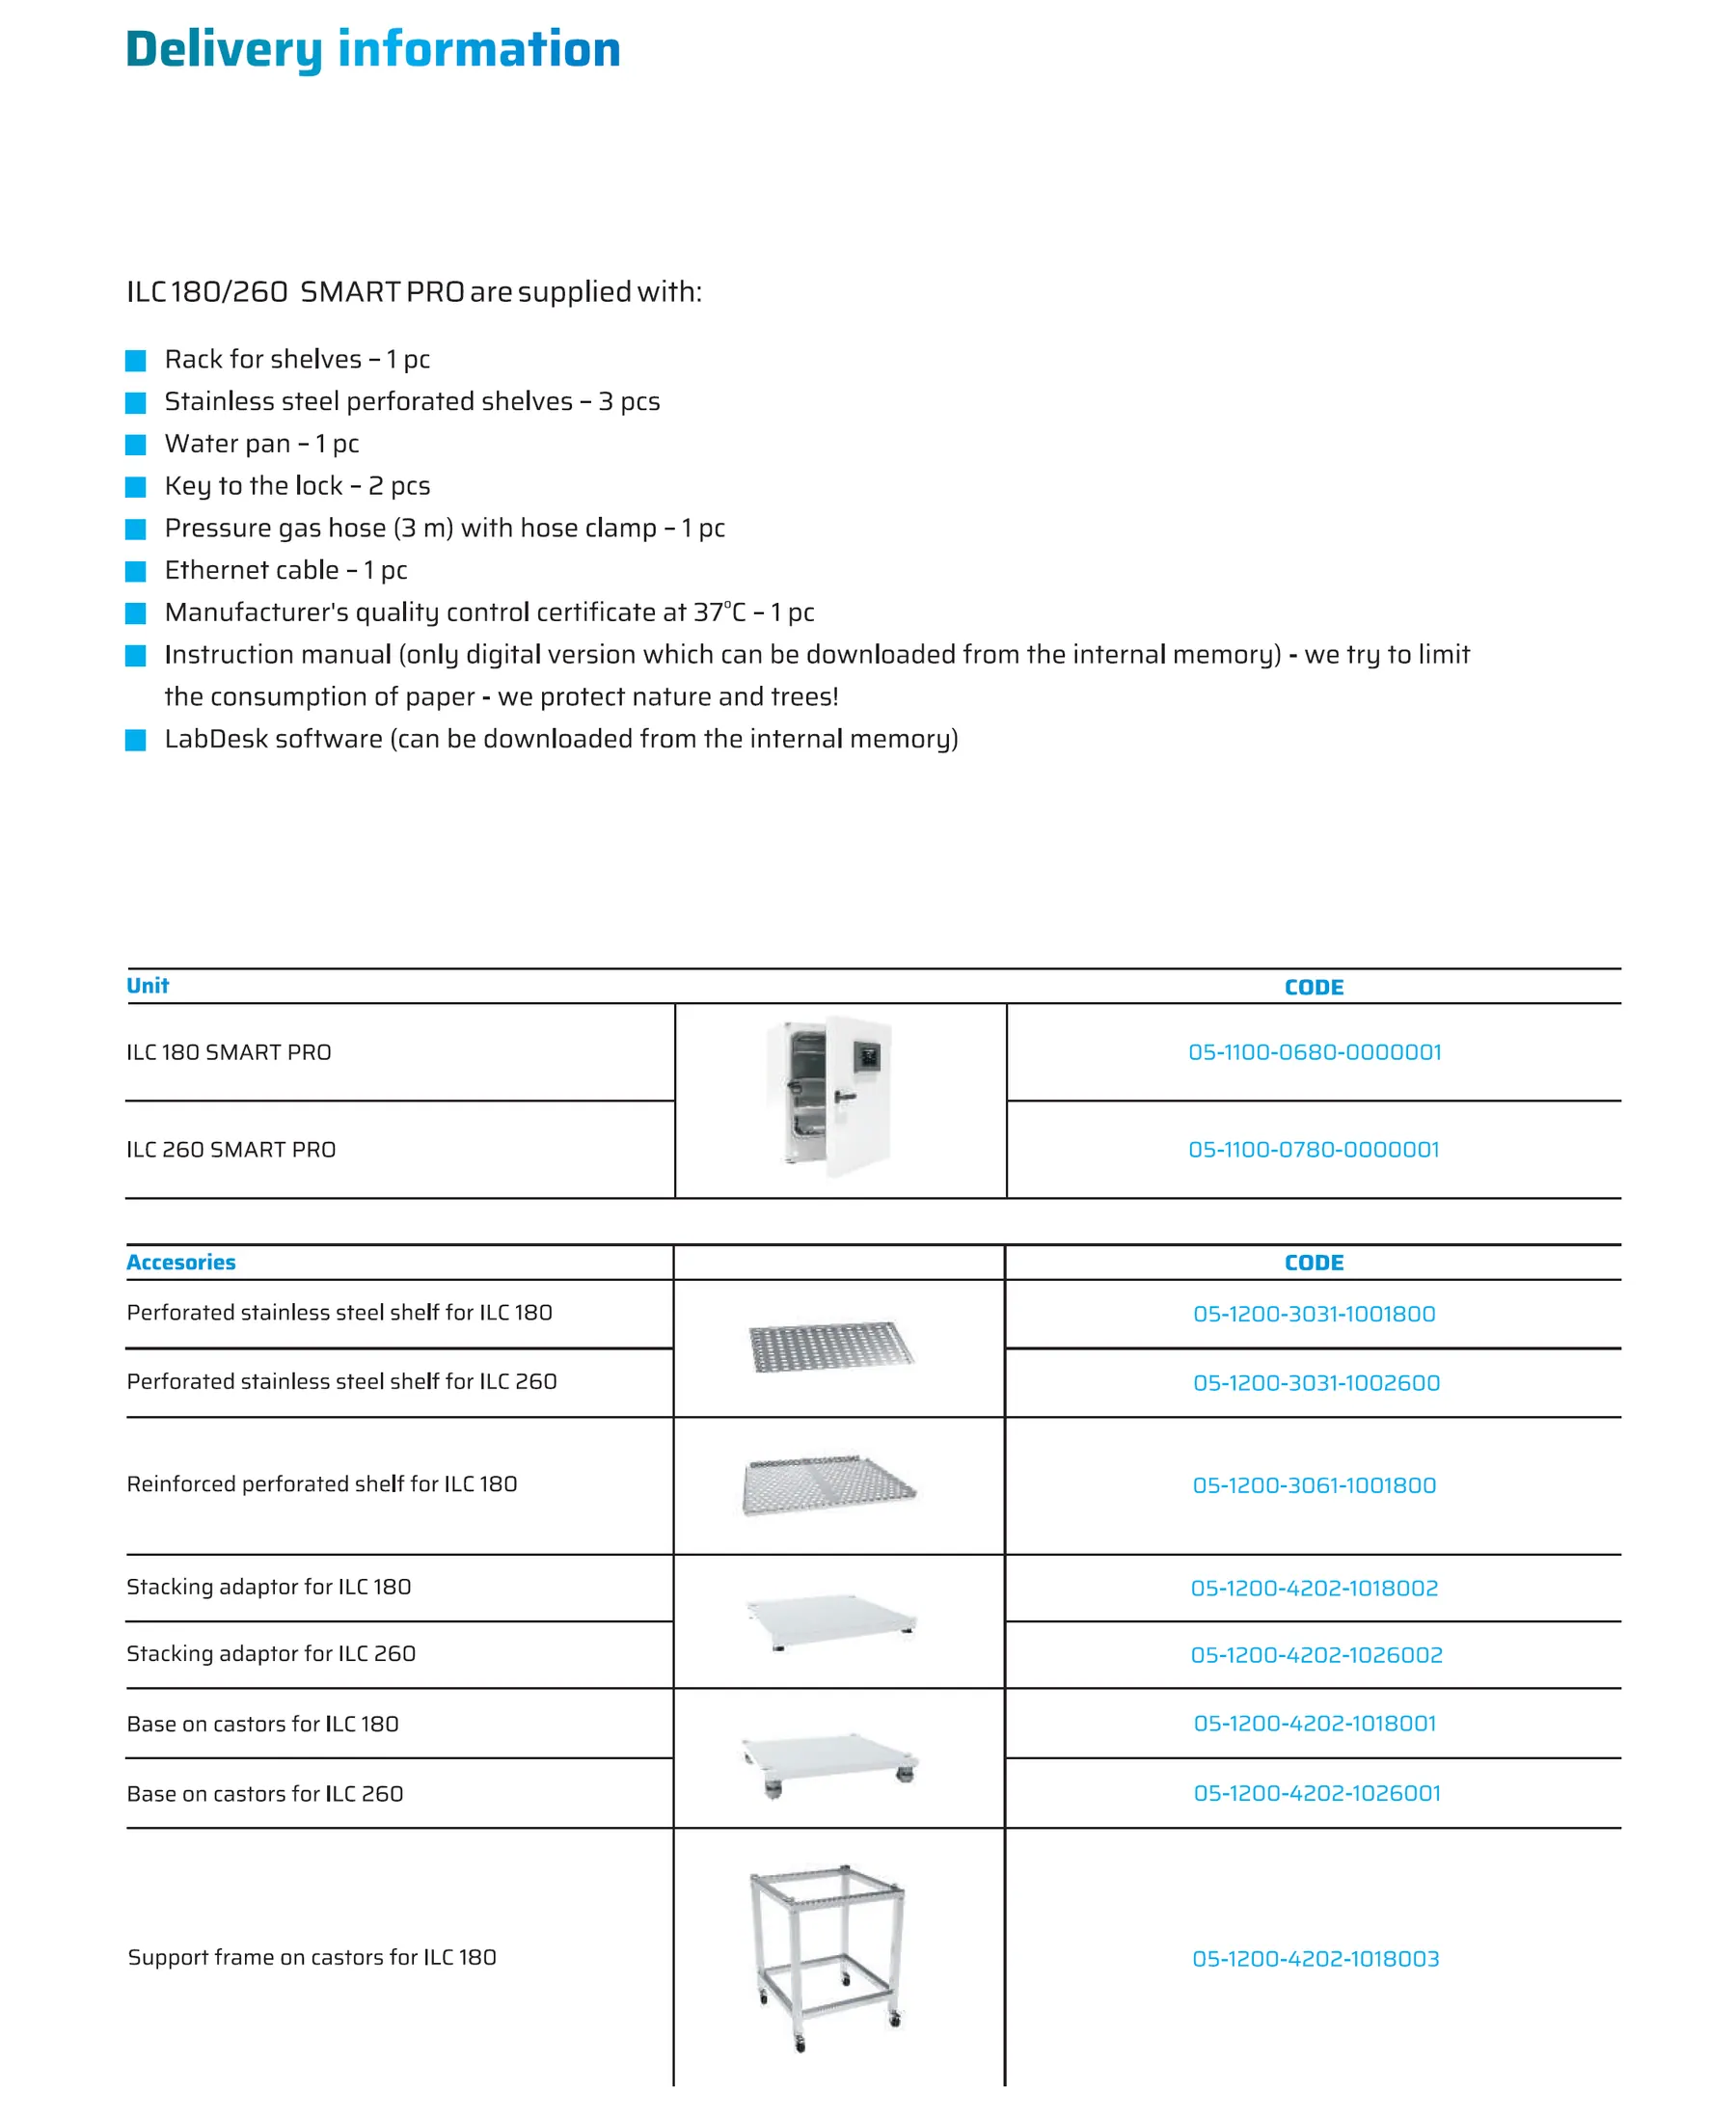 Delivery information
ILC 180/260 SMART PRO are supplied with:
Rack for shelves – 1 pc
Stainless steel perforated shelves – 3 pcs
Water pan – 1 pc
Key to the lock – 2 pcs
Pressure gas hose (3 m) with hose clamp – 1 pc
Ethernet cable – 1 pc
Manufacturer's quality control certificate at 37°C – 1 pc
Instruction manual (only digital version which can be downloaded from the internal memory) - we try to limit
the consumption of paper - we protect nature and trees!
LabDesk software (can be downloaded from the internal memory)
Unit CODE
ILC 180 SMART PRO 05-1100-0680-0000001
ILC 260 SMART PRO 05-1100-0780-0000001
Accesories CODE
Perforated stainless steel shelf for ILC 180 05-1200-3031-1001800
Perforated stainless steel shelf for ILC 260 05-1200-3031-1002600
Reinforced perforated shelf for ILC 180 05-1200-3061-1001800
Stacking adaptor for ILC 180 05-1200-4202-1018002
Stacking adaptor for ILC 260 05-1200-4202-1026002
Base on castors for ILC 180 05-1200-4202-1018001
Base on castors for ILC 260 05-1200-4202-1026001
Support frame on castors for ILC 180 05-1200-4202-1018003